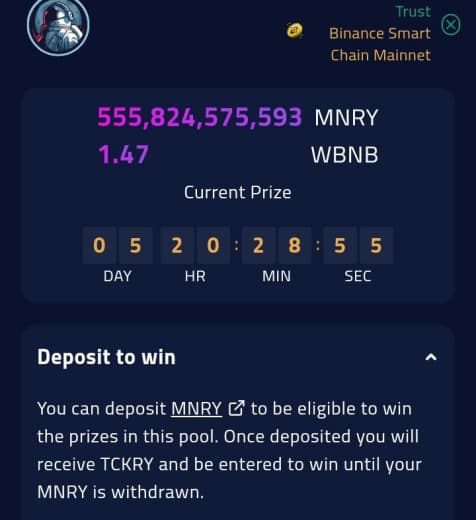 Trust
Binance Smart
Chain Mainnet
555,824,575,593 MNRY
1.47 WBNB
Current Prize
0 5 2 0 : 2 8 : 5 5
DAY HR MIN SEC
Deposit to win
You can deposit MNRY to be eligible to win
the prizes in this pool. Once deposited you will
receive TCKRY and be entered to win until your
MNRY is withdrawn.